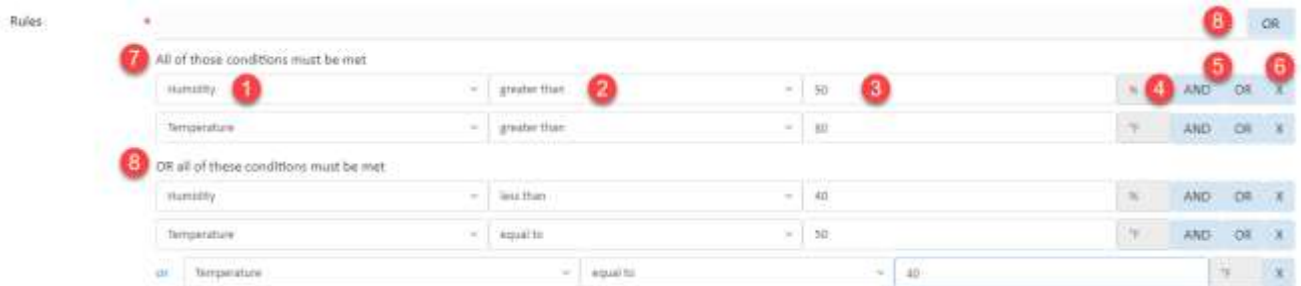 Rules * 8 OR
7 All of those conditions must be met 5 6
Humidity 1 greater than 2 50 3 % 4 AND OR X
Temperature greater than 80 °F AND OR X
8 OR all of these conditions must be met
Humidity less than 40 % AND OR X
Temperature equal to 50 °F AND OR X
or Temperature equal to 40 °F X